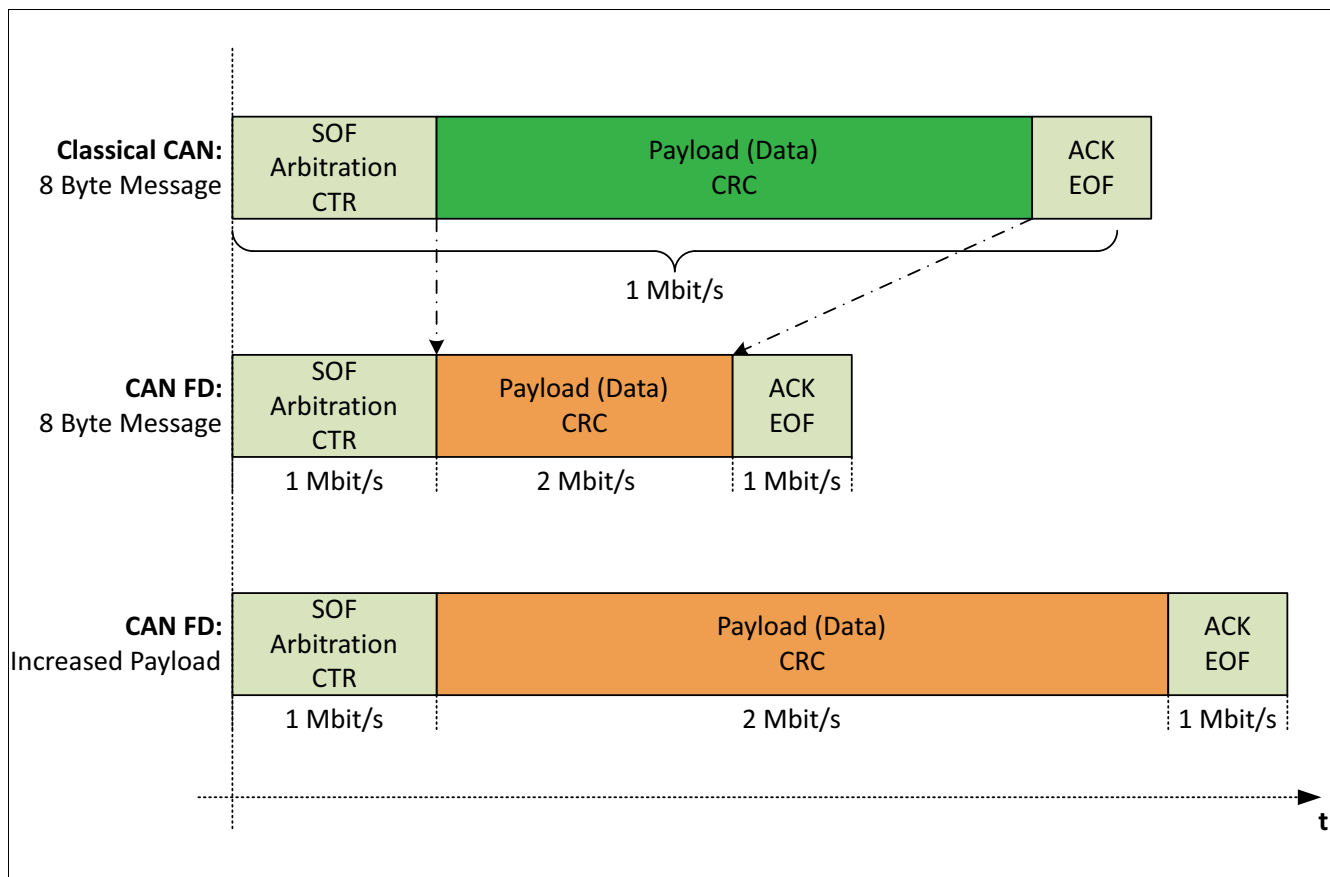 Classical CAN:
8 Byte Message
SOF
Arbitration
CTR
Payload (Data)
CRC
ACK
EOF
1 Mbit/s
CAN FD:
8 Byte Message
SOF
Arbitration
CTR
Payload (Data)
CRC
ACK
EOF
1 Mbit/s
2 Mbit/s
1 Mbit/s
CAN FD:
Increased Payload
SOF
Arbitration
CTR
Payload (Data)
CRC
ACK
EOF
1 Mbit/s
2 Mbit/s
1 Mbit/s
t